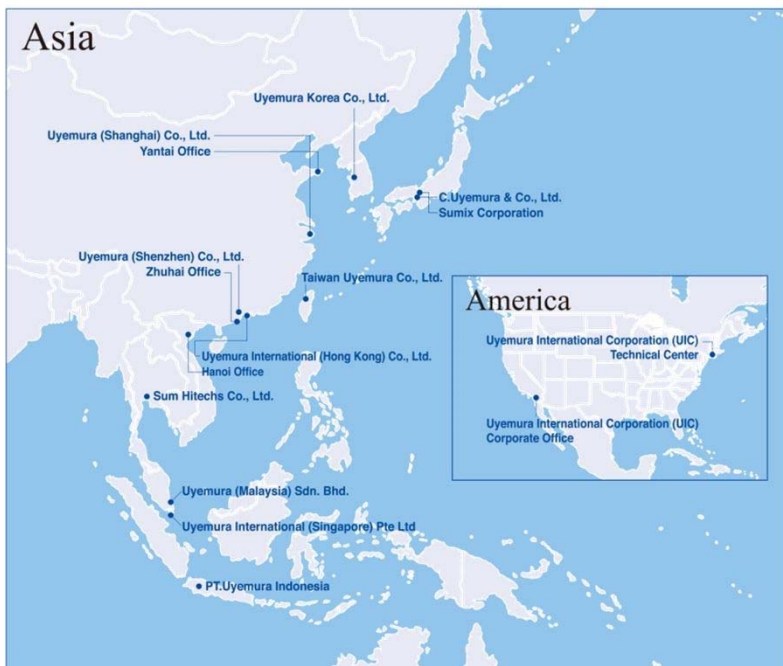 Asia
Uyemura Korea Co., Ltd.
Uyemura (Shanghai) Co., Ltd.
Yantai Office
C.Uyemura & Co., Ltd.
Sumix Corporation
Uyemura (Shenzhen) Co., Ltd.
Zhuhai Office
Taiwan Uyemura Co., Ltd.
Uyemura International (Hong Kong) Co., Ltd.
Hanoi Office
Sum Hitechs Co., Ltd.
Uyemura (Malaysia) Sdn. Bhd.
Uyemura International (Singapore) Pte Ltd
PT.Uyemura Indonesia
America
Uyemura International Corporation (UIC)
Technical Center
Uyemura International Corporation (UIC)
Corporate Office